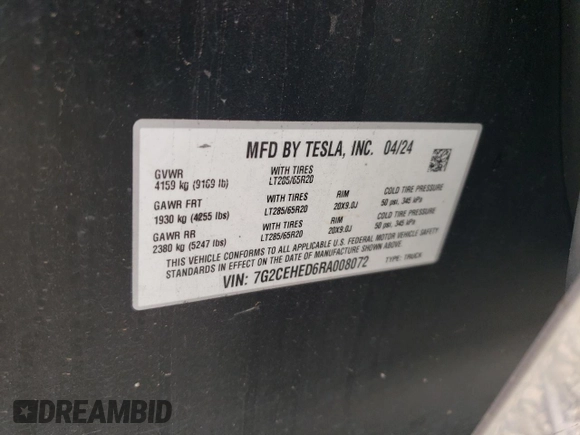 MFD BY TESLA, INC. 04/24
GVWR WITH TIRES
4159 kg (9169 lb) LT285/65R20
GAWR FRT WITH TIRES RIM COLD TIRE PRESSURE
1930 kg (4255 lbs) LT285/65R20 20X9.0J 50 psi, 345 kPa
GAWR RR WITH TIRES RIM COLD TIRE PRESSURE
2380 kg (5247 lbs) LT285/65R20 20X9.0J 50 psi, 345 kPa
THIS VEHICLE CONFORMS TO ALL APPLICABLE U.S. FEDERAL MOTOR VEHICLE SAFETY
STANDARDS IN EFFECT ON THE DATE OF MANUFACTURE SHOWN ABOVE.
VIN: 7G2CEHED6RA008072 TYPE: TRUCK
DREAMBID